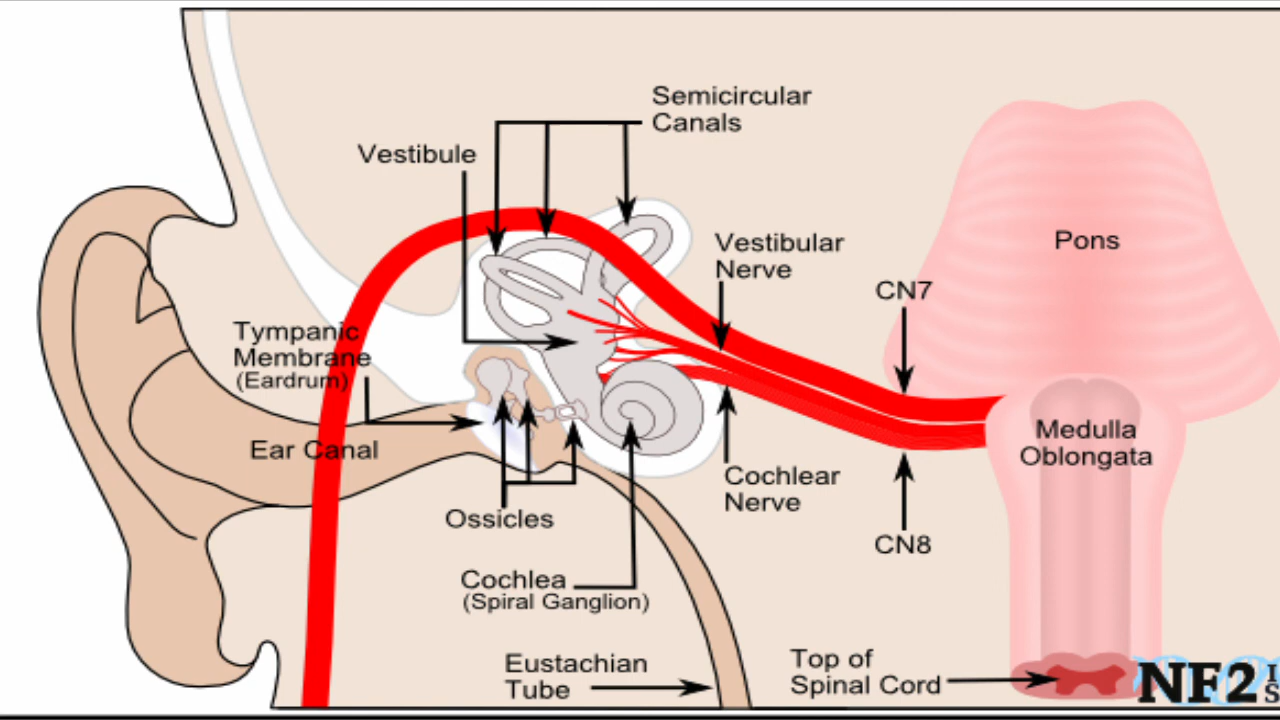 Semicircular
Canals
Vestibule
Vestibular
Nerve
Pons
CN7
Tympanic
Membrane
(Eardrum)
Ear Canal
Medulla
Oblongata
Cochlear
Nerve
Ossicles
CN8
Cochlea
(Spiral Ganglion)
Eustachian
Tube
Top of
Spinal Cord
NF2
I
S